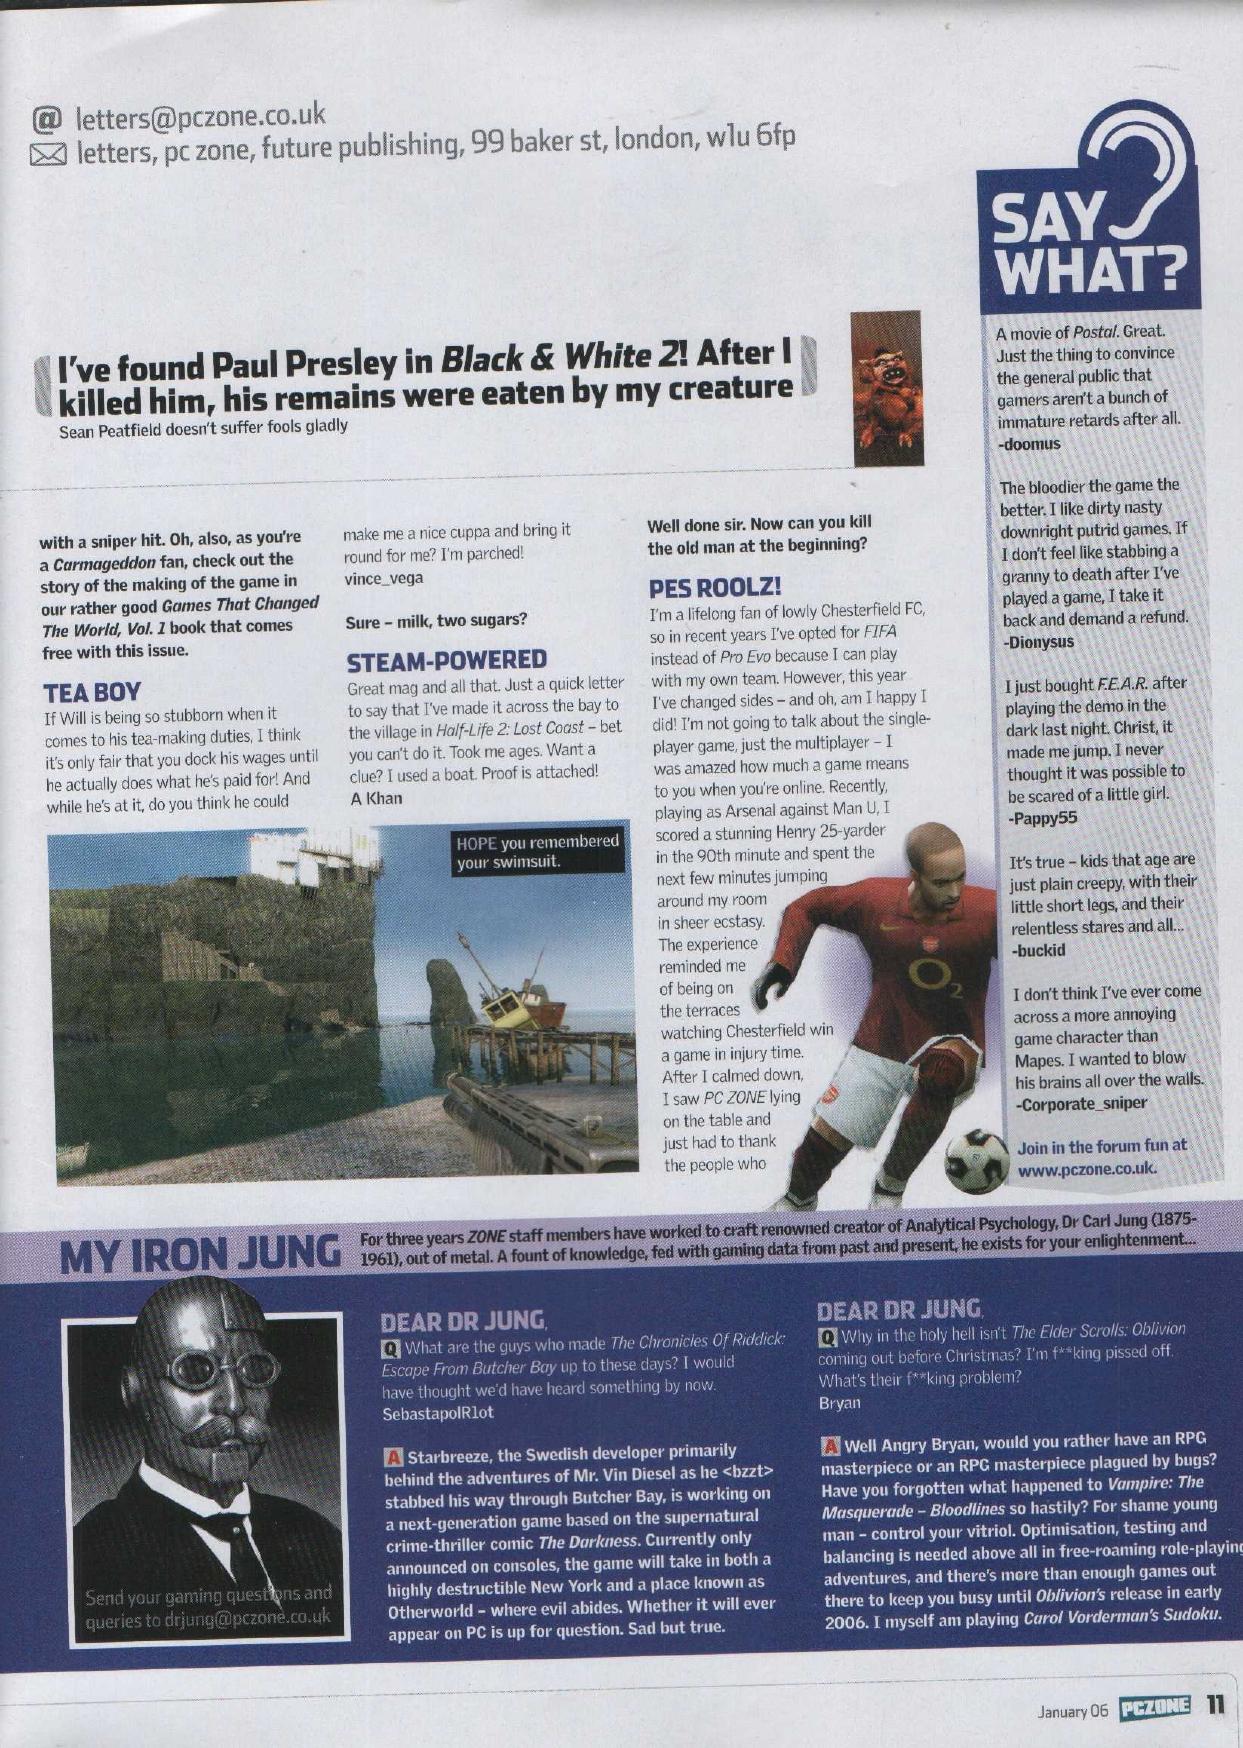 @ letters@pczone.co.uk
letters, pc zone, future publishing, 99 baker st, london, w1u 6fp
I've found Paul Presley in Black & White 2! After I
killed him, his remains were eaten by my creature
Sean Peatfield doesn't suffer fools gladly
with a sniper hit. Oh, also, as you're
a Carmageddon fan, check out the
story of the making of the game in
our rather good Games That Changed
The World, Vol. 1 book that comes
free with this issue.
TEA BOY
If Will is being so stubborn when it
comes to his tea-making duties, I think
it's only fair that you dock his wages until
he actually does what he's paid for! And
while he's at it, do you think he could
make me a nice cuppa and bring it
round for me? I'm parched!
vince_vega
Sure – milk, two sugars?
STEAM-POWERED
Great mag and all that. Just a quick letter
to say that I've made it across the bay to
the village in Half-Life 2: Lost Coast – bet
you can't do it. Took me ages. Want a
clue? I used a boat. Proof is attached!
A Khan
HOPE you remembered
your swimsuit.
Well done sir. Now can you kill
the old man at the beginning?
PES ROOLZ!
I'm a lifelong fan of lowly Chesterfield FC,
so in recent years I've opted for FIFA
instead of Pro Evo because I can play
with my own team. However, this year
I've changed sides – and oh, am I happy I
did! I'm not going to talk about the single-
player game, just the multiplayer – I
was amazed how much a game means
to you when you're online. Recently,
playing as Arsenal against Man U, I
scored a stunning Henry 25-yarder
in the 90th minute and spent the
next few minutes jumping
around my room
in sheer ecstasy.
The experience
reminded me
of being on
the terraces
watching Chesterfield win
a game in injury time.
After I calmed down,
I saw PC ZONE lying
on the table and
just had to thank
the people who
O2
SAY
WHAT?
A movie of Postal. Great.
Just the thing to convince
the general public that
gamers aren't a bunch of
immature retards after all.
-doomus
The bloodier the game the
better. I like dirty nasty
downright putrid games. If
I don't feel like stabbing a
granny to death after I've
played a game, I take it
back and demand a refund.
-Dionysus
I just bought F.E.A.R. after
playing the demo in the
dark last night. Christ, it
made me jump. I never
thought it was possible to
be scared of a little girl.
-Pappy55
It's true – kids that age are
just plain creepy, with their
little short legs, and their
relentless stares and all...
-buckid
I don't think I've ever come
across a more annoying
game character than
Mapes. I wanted to blow
his brains all over the walls.
-Corporate_sniper
Join in the forum fun at
www.pczone.co.uk.
MY IRON JUNG
For three years ZONE staff members have worked to craft renowned creator of Analytical Psychology, Dr Carl Jung (1875-
1961), out of metal. A fount of knowledge, fed with gaming data from past and present, he exists for your enlightenment...
Send your gaming questions and
queries to drjung@pczone.co.uk
DEAR DR JUNG,
Q What are the guys who made The Chronicles Of Riddick:
Escape From Butcher Bay up to these days? I would
have thought we'd have heard something by now.
SebastapolR1ot
A Starbreeze, the Swedish developer primarily
behind the adventures of Mr. Vin Diesel as he <bzzt>
stabbed his way through Butcher Bay, is working on
a next-generation game based on the supernatural
crime-thriller comic The Darkness. Currently only
announced on consoles, the game will take in both a
highly destructible New York and a place known as
Otherworld – where evil abides. Whether it will ever
appear on PC is up for question. Sad but true.
DEAR DR JUNG,
Q Why in the holy hell isn't The Elder Scrolls: Oblivion
coming out before Christmas? I'm f**king pissed off.
What's their f**king problem?
Bryan
A Well Angry Bryan, would you rather have an RPG
masterpiece or an RPG masterpiece plagued by bugs?
Have you forgotten what happened to Vampire: The
Masquerade – Bloodlines so hastily? For shame young
man – control your vitriol. Optimisation, testing and
balancing is needed above all in free-roaming role-playing
adventures, and there's more than enough games out
there to keep you busy until Oblivion's release in early
2006. I myself am playing Carol Vorderman's Sudoku.
January 06 PCZONE 11